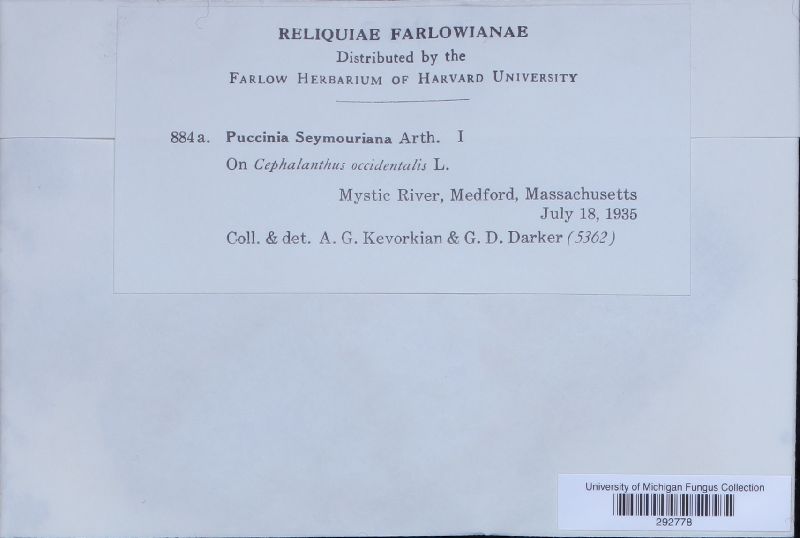 RELIQUIAE FARLOWIANAE
Distributed by the
FARLOW HERBARIUM OF HARVARD UNIVERSITY
884 a. Puccinia Seymouriana Arth. I
On Cephalanthus occidentalis L.
Mystic River, Medford, Massachusetts
July 18, 1935
Coll. & det. A. G. Kevorkian & G. D. Darker (5362)
University of Michigan Fungus Collection
292778